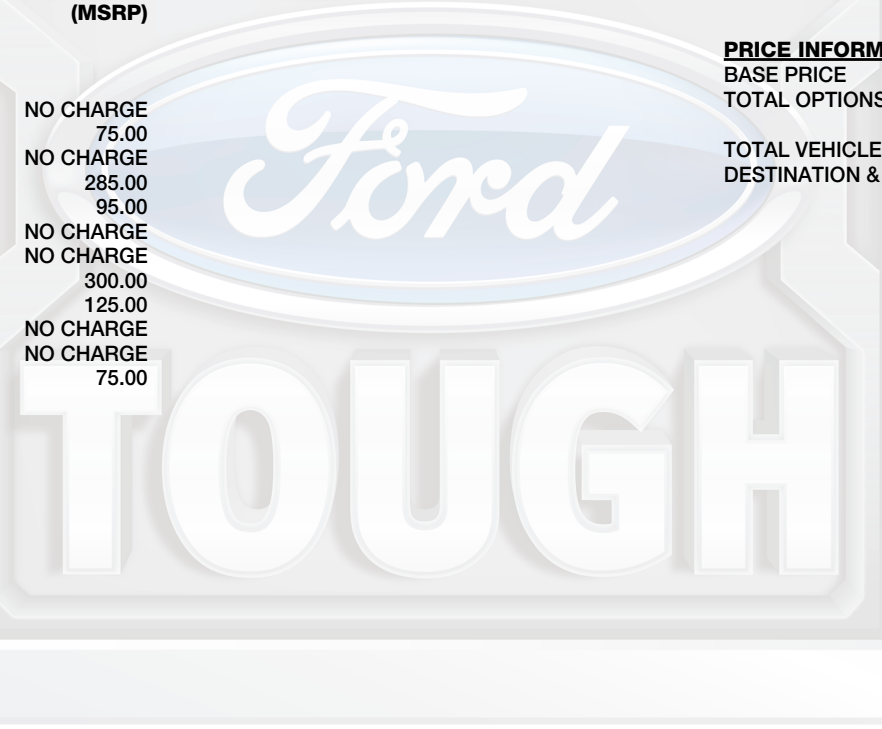 (MSRP)
NO CHARGE
75.00
NO CHARGE
285.00
95.00
NO CHARGE
NO CHARGE
300.00
125.00
NO CHARGE
NO CHARGE
75.00
PRICE INFORM
BASE PRICE
TOTAL OPTIONS
TOTAL VEHICLE
DESTINATION &
Ford
TOUGH